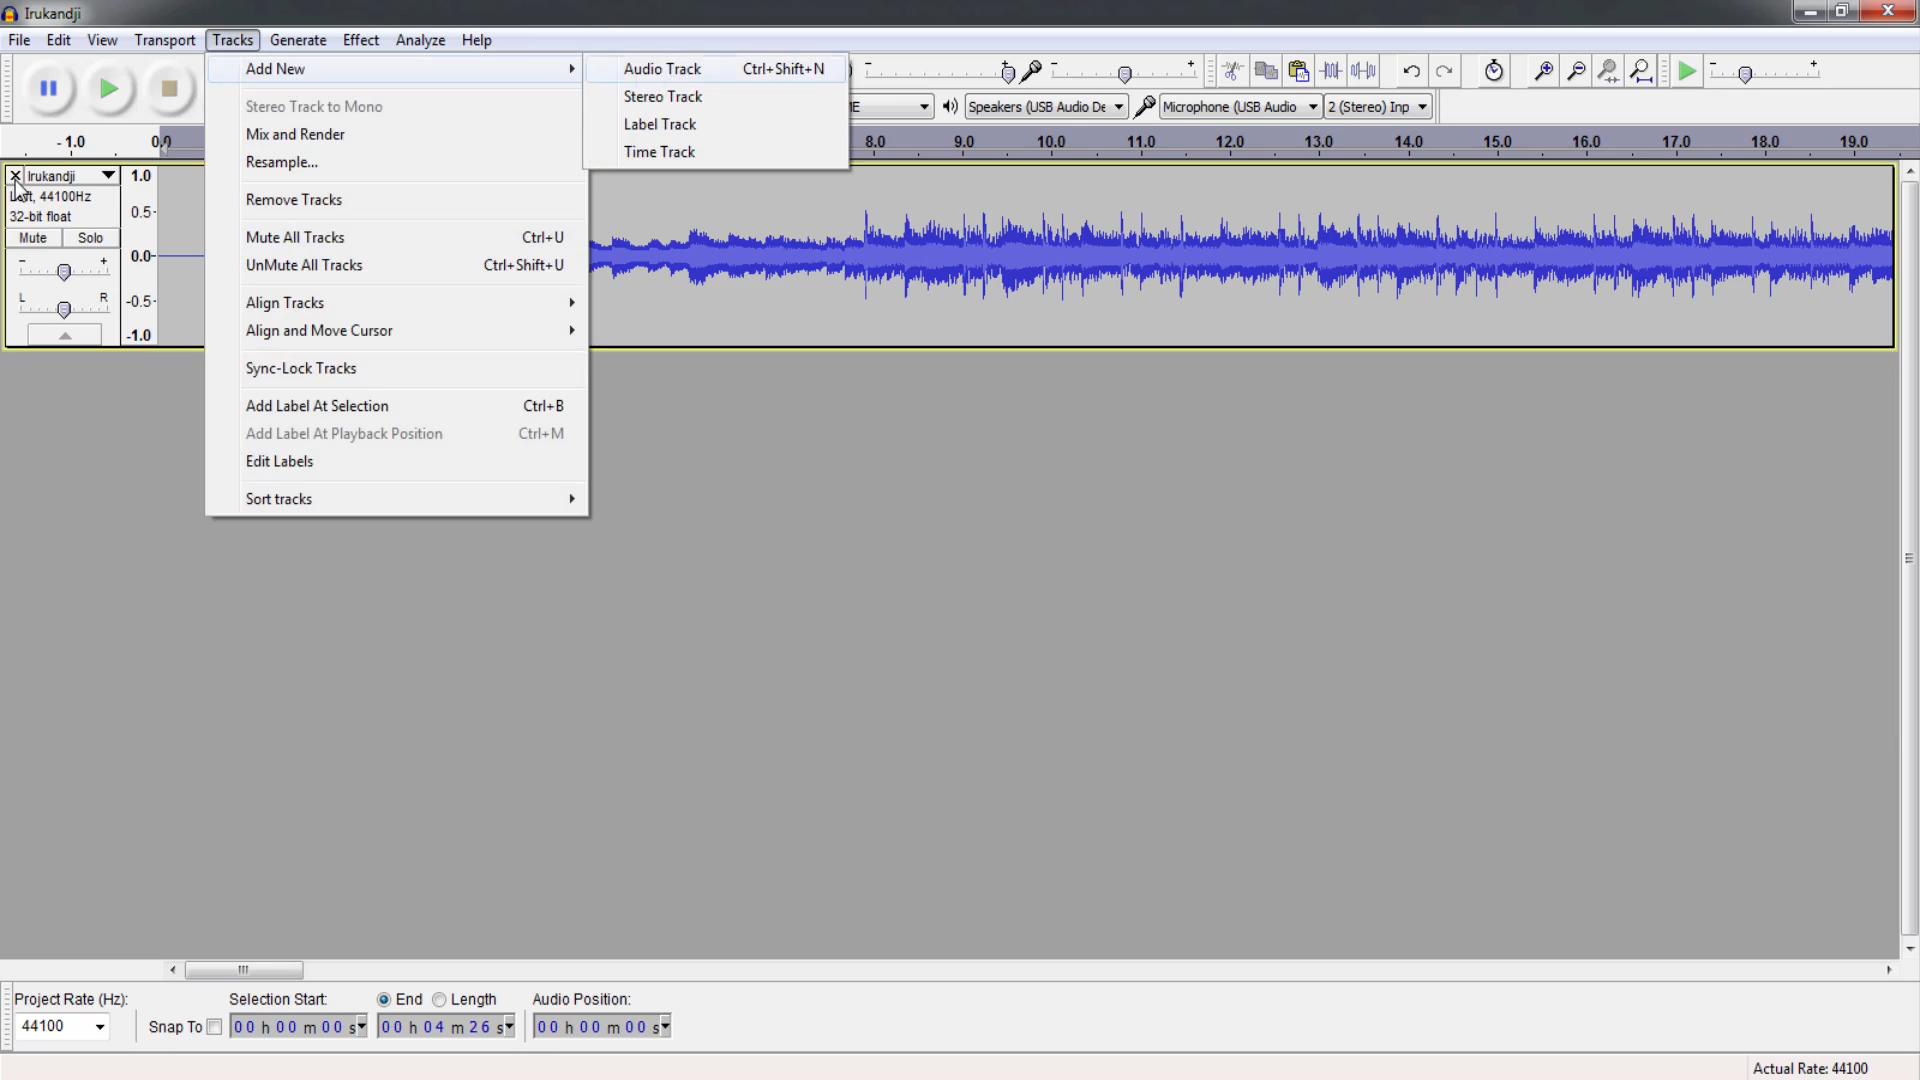 Irukandji
File Edit View Transport Tracks Generate Effect Analyze Help
Add New
Stereo Track to Mono
Mix and Render
Resample...
Remove Tracks
Mute All Tracks Ctrl+U
UnMute All Tracks Ctrl+Shift+U
Align Tracks
Align and Move Cursor
Sync-Lock Tracks
Add Label At Selection Ctrl+B
Add Label At Playback Position Ctrl+M
Edit Labels
Sort tracks
Audio Track Ctrl+Shift+N
Stereo Track
Label Track
Time Track
Speakers (USB Audio De Microphone (USB Audio 2 (Stereo) Inp
- 1.0 8.0 9.0 10.0 11.0 12.0 13.0 14.0 15.0 16.0 17.0 18.0 19.0
Irukandji
44100Hz
32-bit float
Mute Solo
- +
L R
1.0
0.5
0.0
-0.5
-1.0
Project Rate (Hz): Selection Start: End Length Audio Position:
44100 Snap To 00 h 00 m 00 s 00 h 04 m 26 s 00 h 00 m 00 s
Actual Rate: 44100